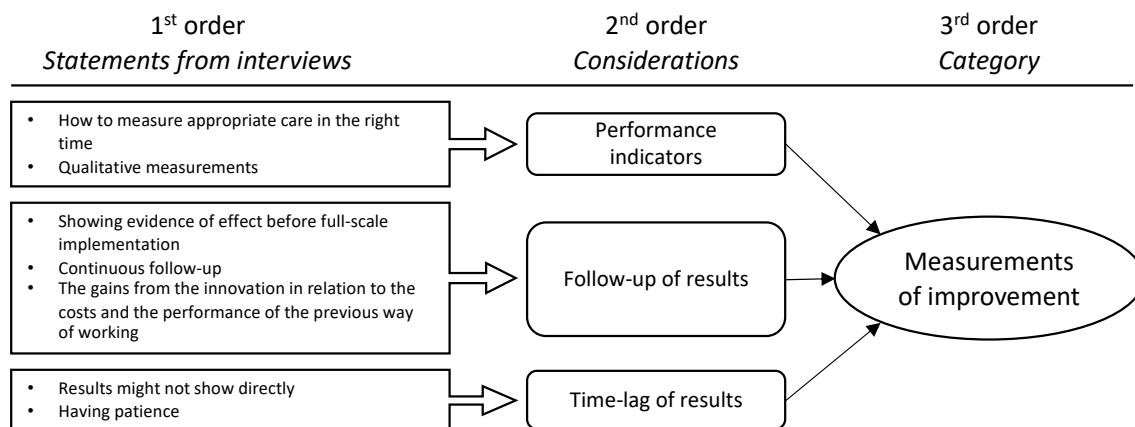 1st order
Statements from interviews
2nd order
Considerations
3rd order
Category
• How to measure appropriate care in the right
time
• Qualitative measurements
Performance
indicators
• Showing evidence of effect before full-scale
implementation
• Continuous follow-up
• The gains from the innovation in relation to the
costs and the performance of the previous way
of working
Follow-up of results
Measurements
of improvement
• Results might not show directly
• Having patience
Time-lag of results